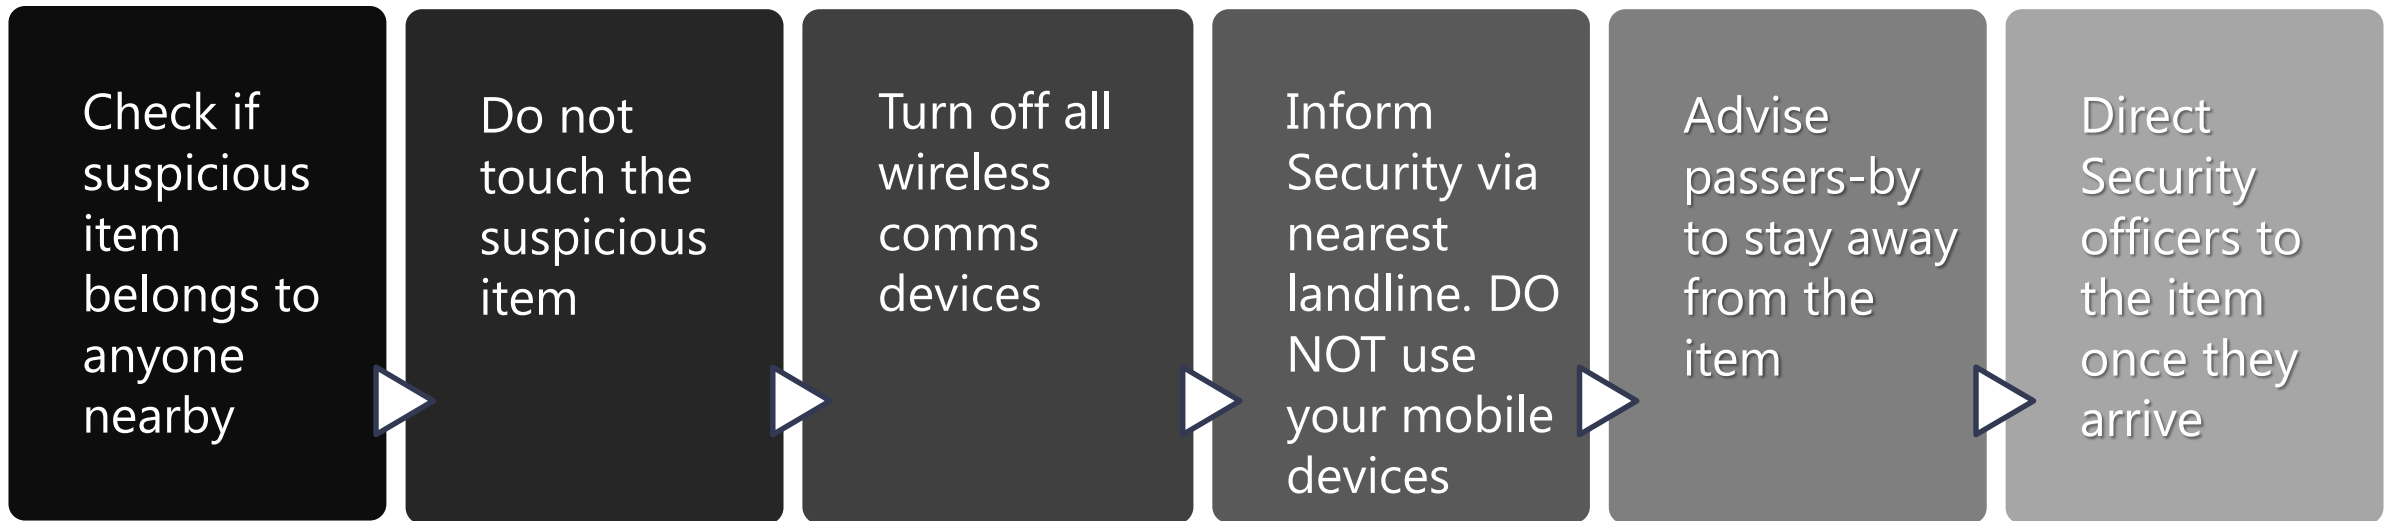 Check if
suspicious
item
belongs to
anyone
nearby
Do not
touch the
suspicious
item
Turn off all
wireless
comms
devices
Inform
Security via
nearest
landline. DO
NOT use
your mobile
devices
Advise
passers-by
to stay away
from the
item
Direct
Security
officers to
the item
once they
arrive